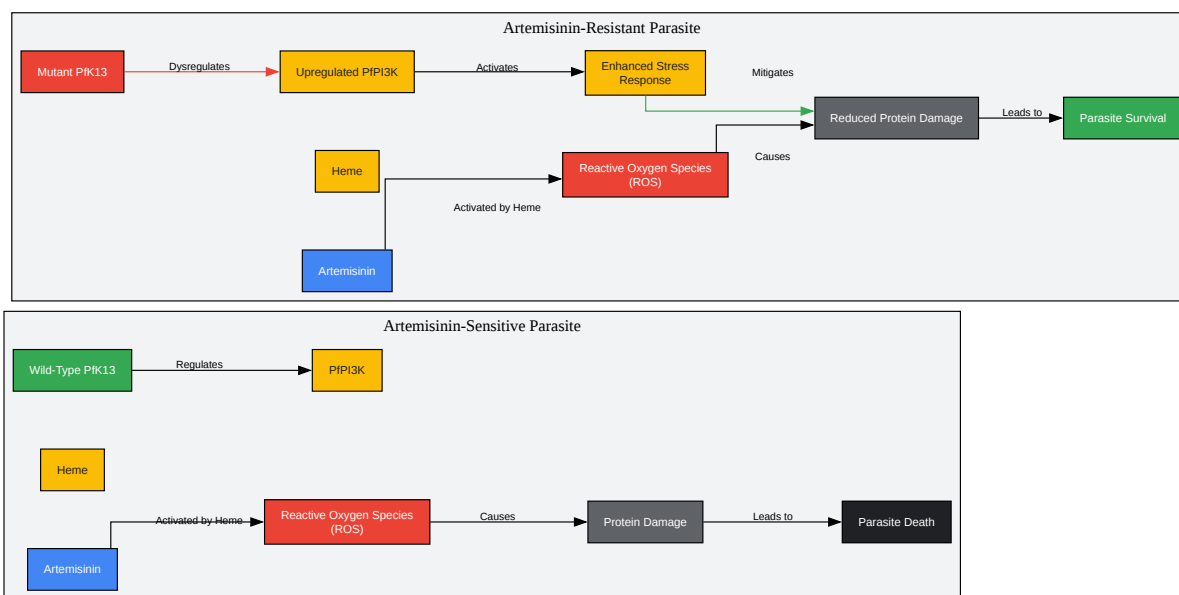 Artemisinin-Resistant Parasite
Mutant PfK13
Dysregulates
Upregulated PfPI3K
Activates
Enhanced Stress
Response
Mitigates
Reduced Protein Damage
Leads to
Parasite Survival
Heme
Reactive Oxygen Species
(ROS)
Causes
Activated by Heme
Artemisinin
Artemisinin-Sensitive Parasite
Wild-Type PfK13
Regulates
PfPI3K
Heme
Activated by Heme
Reactive Oxygen Species
(ROS)
Causes
Protein Damage
Leads to
Parasite Death
Artemisinin